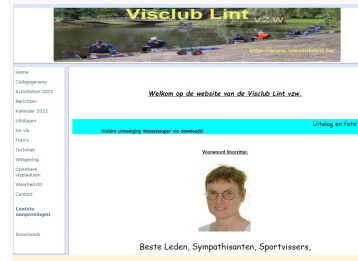 Visclub Lint v.z.w
http://www.visclublint.be
Home
Clubgegevens
Activiteiten 2022
Berichten
Kalender 2022
Uitslagen
De vis
Foto's
Techniek
Wetgeving
Openbare
visplaatsen
Weerbericht
Contact
Laatste
aanpassingen
Downloads
Welkom op de website van de Visclub Lint vzw.
Uitslag en foto'
Weldra uitnodiging Mosselsouper via downloads!
Voorwoord Voorzitter.
Beste Leden, Sympathisanten, Sportvissers,